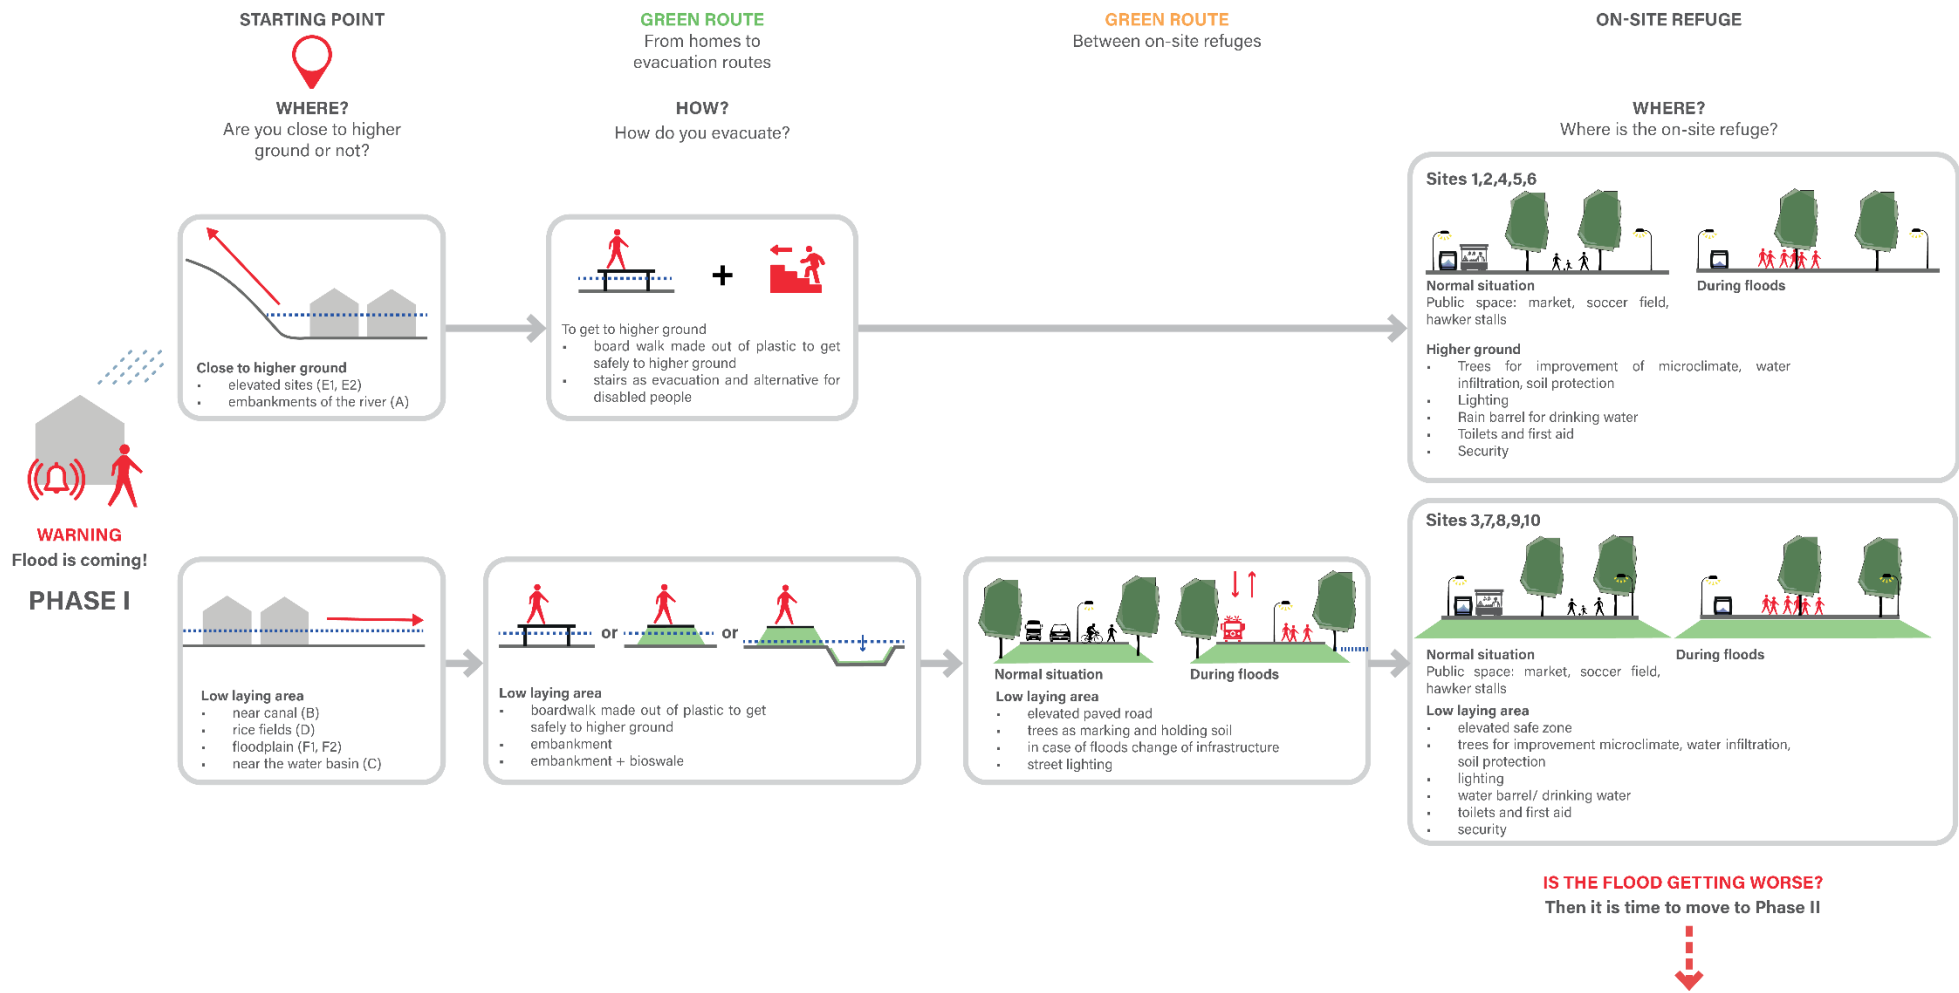 STARTING POINT
WHERE?
Are you close to higher
ground or not?
GREEN ROUTE
From homes to
evacuation routes
HOW?
How do you evacuate?
GREEN ROUTE
Between on-site refuges
ON-SITE REFUGE
WHERE?
Where is the on-site refuge?
WARNING
Flood is coming!
PHASE I
Close to higher ground
• elevated sites (E1, E2)
• embankments of the river (A)
+
To get to higher ground
• board walk made out of plastic to get
safely to higher ground
• stairs as evacuation and alternative for
disabled people
Sites 1,2,4,5,6
Normal situation
Public space: market, soccer field,
hawker stalls
During floods
Higher ground
• Trees for improvement of microclimate, water
infiltration, soil protection
• Lighting
• Rain barrel for drinking water
• Toilets and first aid
• Security
Low laying area
• near canal (B)
• rice fields (D)
• floodplain (F1, F2)
• near the water basin (C)
or
or
Low laying area
• boardwalk made out of plastic to get
safely to higher ground
• embankment
• embankment + bioswale
Normal situation
During floods
Low laying area
• elevated paved road
• trees as marking and holding soil
• in case of floods change of infrastructure
• street lighting
Sites 3,7,8,9,10
Normal situation
Public space: market, soccer field,
hawker stalls
During floods
Low laying area
• elevated safe zone
• trees for improvement microclimate, water infiltration,
soil protection
• lighting
• water barrel/ drinking water
• toilets and first aid
• security
IS THE FLOOD GETTING WORSE?
Then it is time to move to Phase II